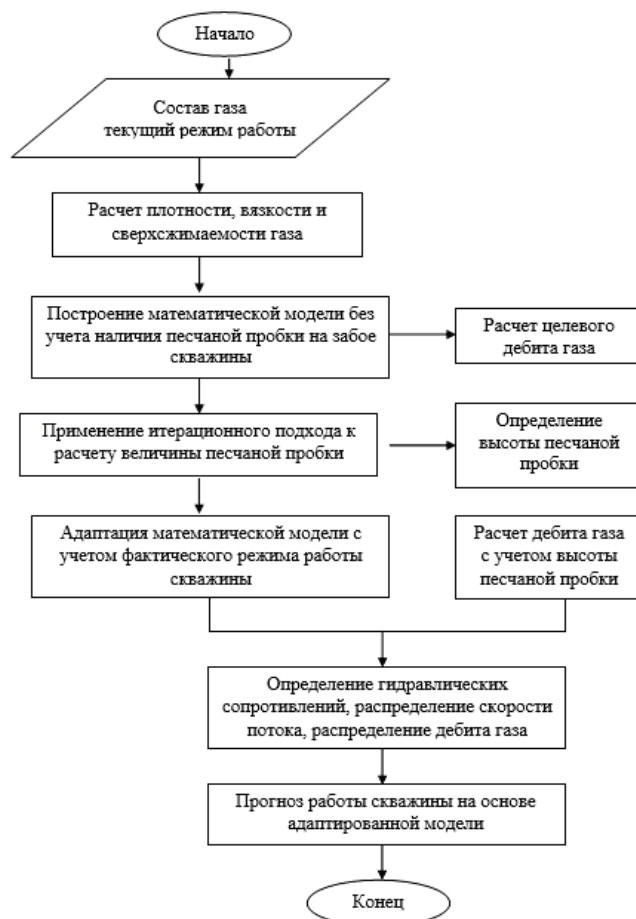 Начало
Состав газа
текущий режим работы
Расчет плотности, вязкости и
сверхсжимаемости газа
Построение математической модели без
учета наличия песчаной пробки на забое
скважины
Расчет целевого
дебита газа
Применение итерационного подхода к
расчету величины песчаной пробки
Определение
высоты песчаной
пробки
Адаптация математической модели с
учетом фактического режима работы
скважины
Расчет дебита газа
с учетом высоты
песчаной пробки
Определение гидравлических
сопротивлений, распределение скорости
потока, распределение дебита газа
Прогноз работы скважины на основе
адаптированной модели
Конец